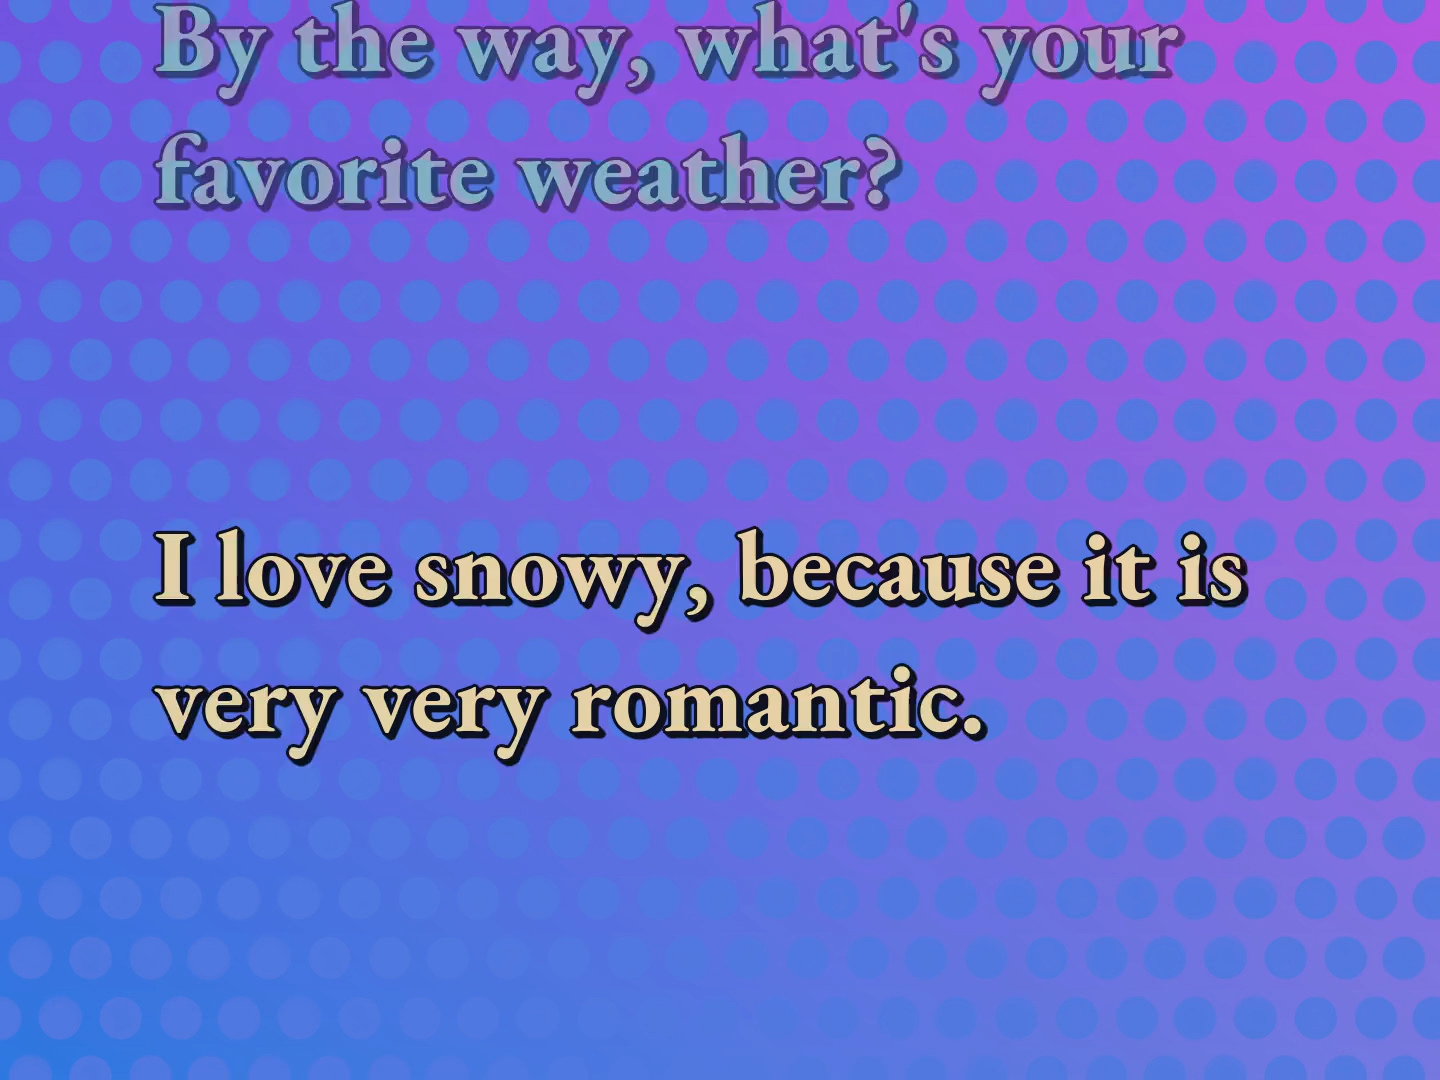 By the way, what's your
favorite weather?
I love snowy, because it is
very very romantic.